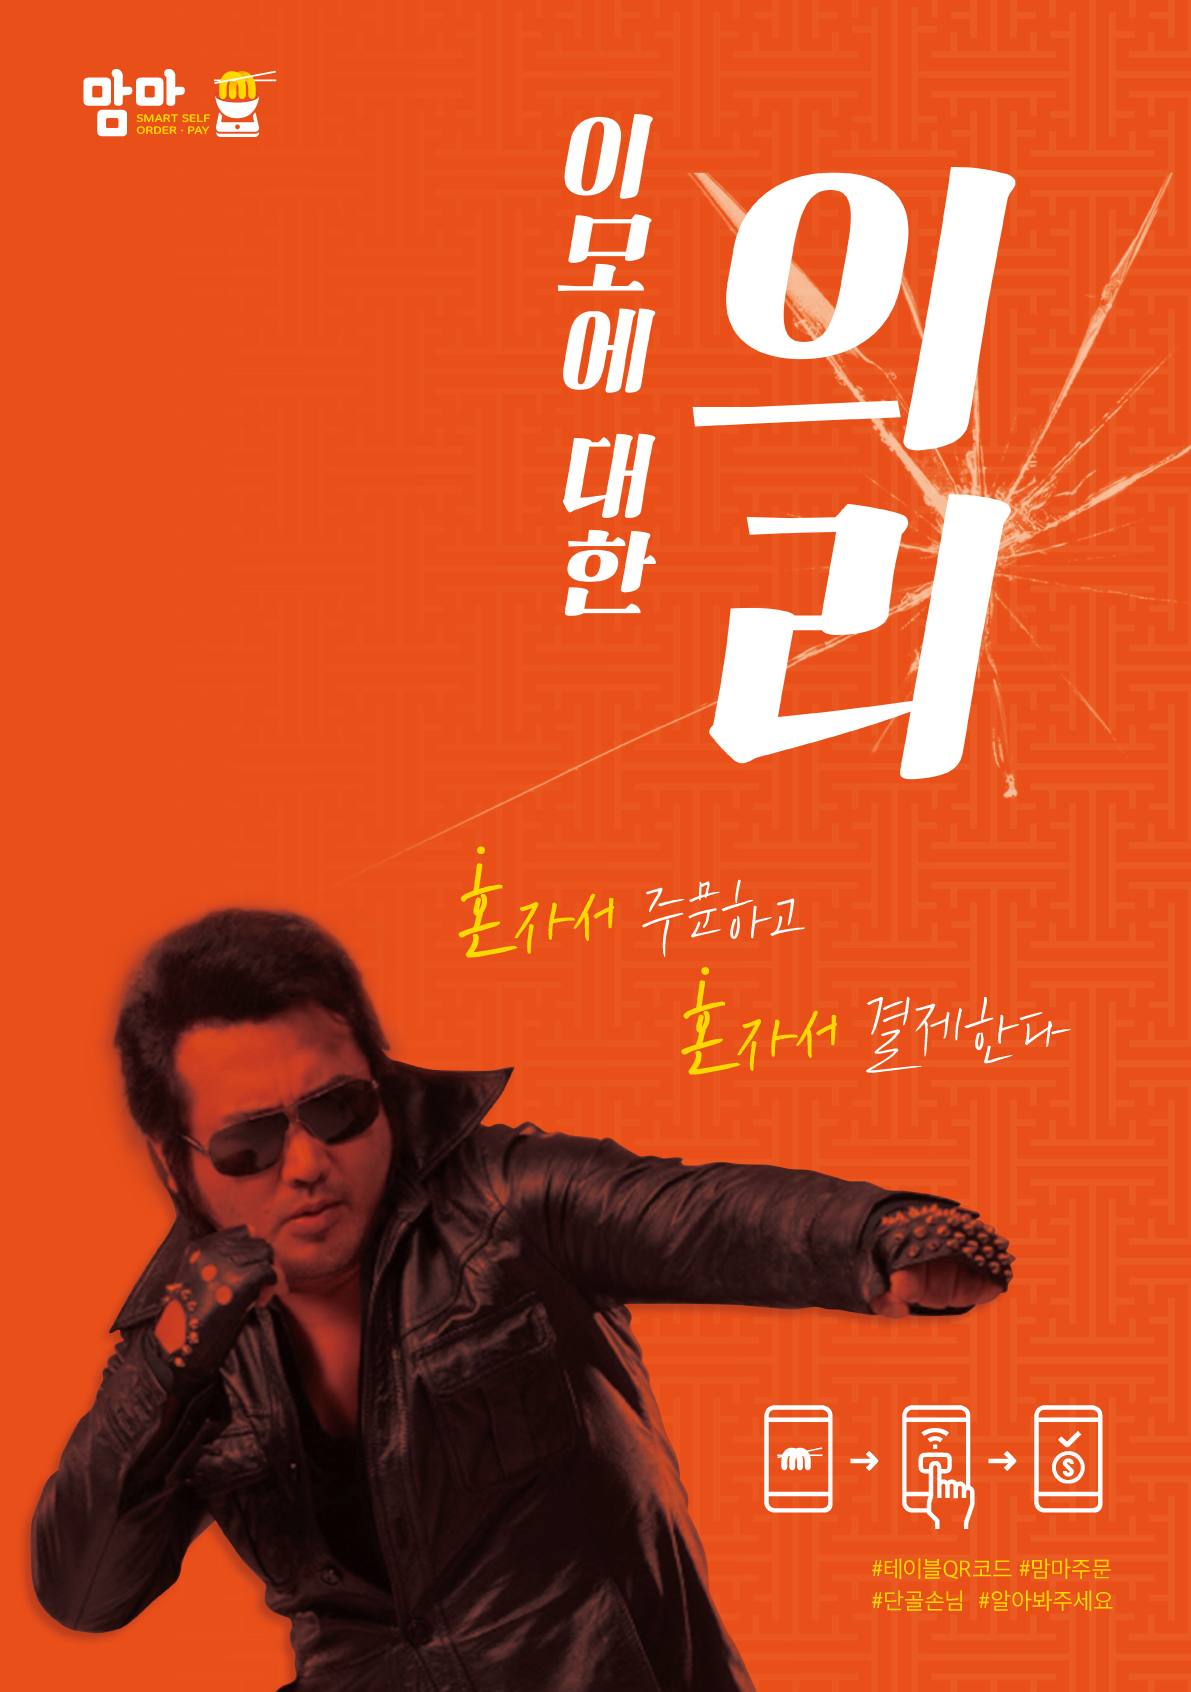 맘마
SMART SELF
ORDER · PAY
이모에 대한
의리
혼자서 주문하고
혼자서 결제한다
#테이블QR코드 #맘마주문
#단골손님 #알아봐주세요